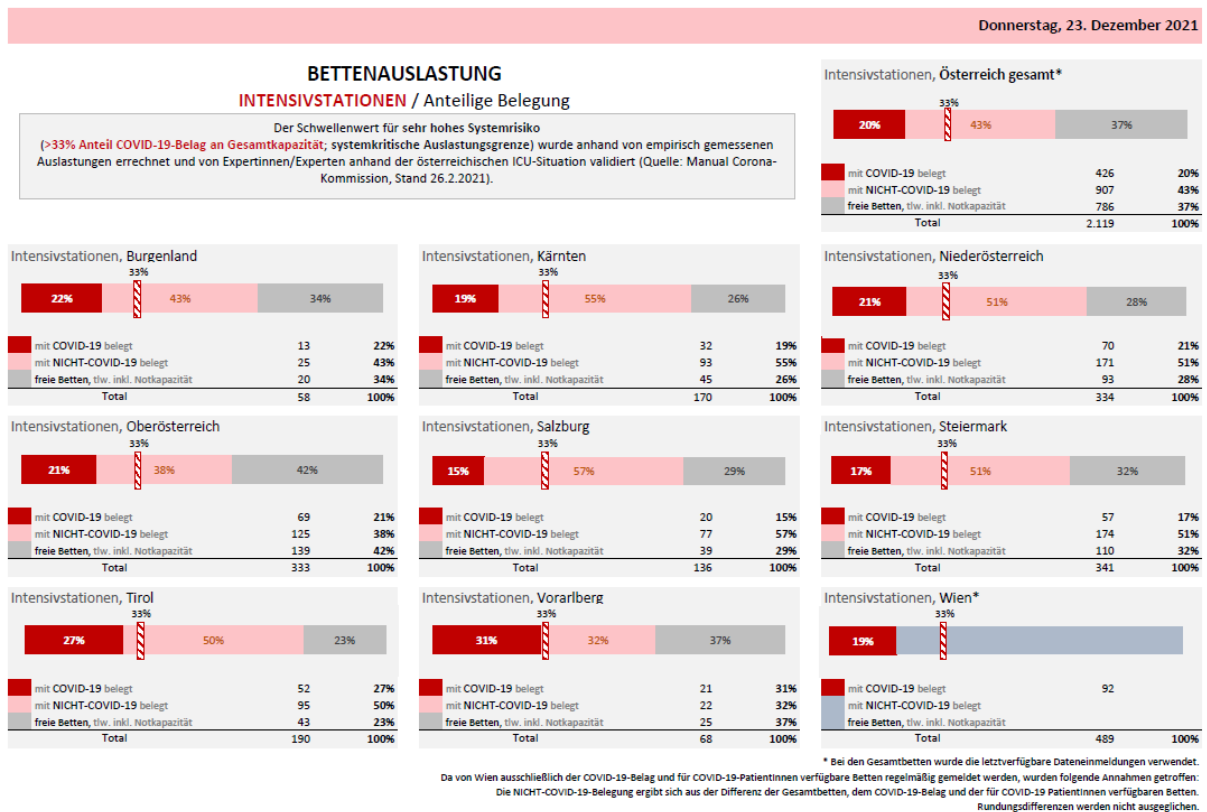 Donnerstag, 23. Dezember 2021
BETTENAUSLASTUNG
INTENSIVSTATIONEN / Anteilige Belegung
Der Schwellenwert für sehr hohes Systemrisiko
(>33% Anteil COVID-19-Belag an Gesamtkapazität; systemkritische Auslastungsgrenze) wurde anhand von empirisch gemessenen
Auslastungen errechnet und von Expertinnen/Experten anhand der österreichischen ICU-Situation validiert (Quelle: Manual Corona-
Kommission, Stand 26.2.2021).
Intensivstationen, Österreich gesamt*
33%
20% 43% 37%
mit COVID-19 belegt 426 20%
mit NICHT-COVID-19 belegt 907 43%
freie Betten, tlw. inkl. Notkapazität 786 37%
Total 2.119 100%
Intensivstationen, Burgenland
33%
22% 43% 34%
mit COVID-19 belegt 13 22%
mit NICHT-COVID-19 belegt 25 43%
freie Betten, tlw. inkl. Notkapazität 20 34%
Total 58 100%
Intensivstationen, Kärnten
33%
19% 55% 26%
mit COVID-19 belegt 32 19%
mit NICHT-COVID-19 belegt 93 55%
freie Betten, tlw. inkl. Notkapazität 45 26%
Total 170 100%
Intensivstationen, Niederösterreich
33%
21% 51% 28%
mit COVID-19 belegt 70 21%
mit NICHT-COVID-19 belegt 171 51%
freie Betten, tlw. inkl. Notkapazität 93 28%
Total 334 100%
Intensivstationen, Oberösterreich
33%
21% 38% 42%
mit COVID-19 belegt 69 21%
mit NICHT-COVID-19 belegt 125 38%
freie Betten, tlw. inkl. Notkapazität 139 42%
Total 333 100%
Intensivstationen, Salzburg
33%
15% 57% 29%
mit COVID-19 belegt 20 15%
mit NICHT-COVID-19 belegt 77 57%
freie Betten, tlw. inkl. Notkapazität 39 29%
Total 136 100%
Intensivstationen, Steiermark
33%
17% 51% 32%
mit COVID-19 belegt 57 17%
mit NICHT-COVID-19 belegt 174 51%
freie Betten, tlw. inkl. Notkapazität 110 32%
Total 341 100%
Intensivstationen, Tirol
33%
27% 50% 23%
mit COVID-19 belegt 52 27%
mit NICHT-COVID-19 belegt 95 50%
freie Betten, tlw. inkl. Notkapazität 43 23%
Total 190 100%
Intensivstationen, Vorarlberg
33%
31% 32% 37%
mit COVID-19 belegt 21 31%
mit NICHT-COVID-19 belegt 22 32%
freie Betten, tlw. inkl. Notkapazität 25 37%
Total 68 100%
Intensivstationen, Wien*
33%
19%
mit COVID-19 belegt 92
mit NICHT-COVID-19 belegt
freie Betten, tlw. inkl. Notkapazität
Total 489 100%
* Bei den Gesamtbetten wurde die letztverfügbare Dateneinmeldungen verwendet.
Da von Wien ausschließlich der COVID-19-Belag und für COVID-19-PatientInnen verfügbare Betten regelmäßig gemeldet werden, wurden folgende Annahmen getroffen:
Die NICHT-COVID-19-Belegung ergibt sich aus der Differenz der Gesamtbetten, dem COVID-19-Belag und der für COVID-19 PatientInnen verfügbaren Betten.
Rundungsdifferenzen werden nicht ausgeglichen.